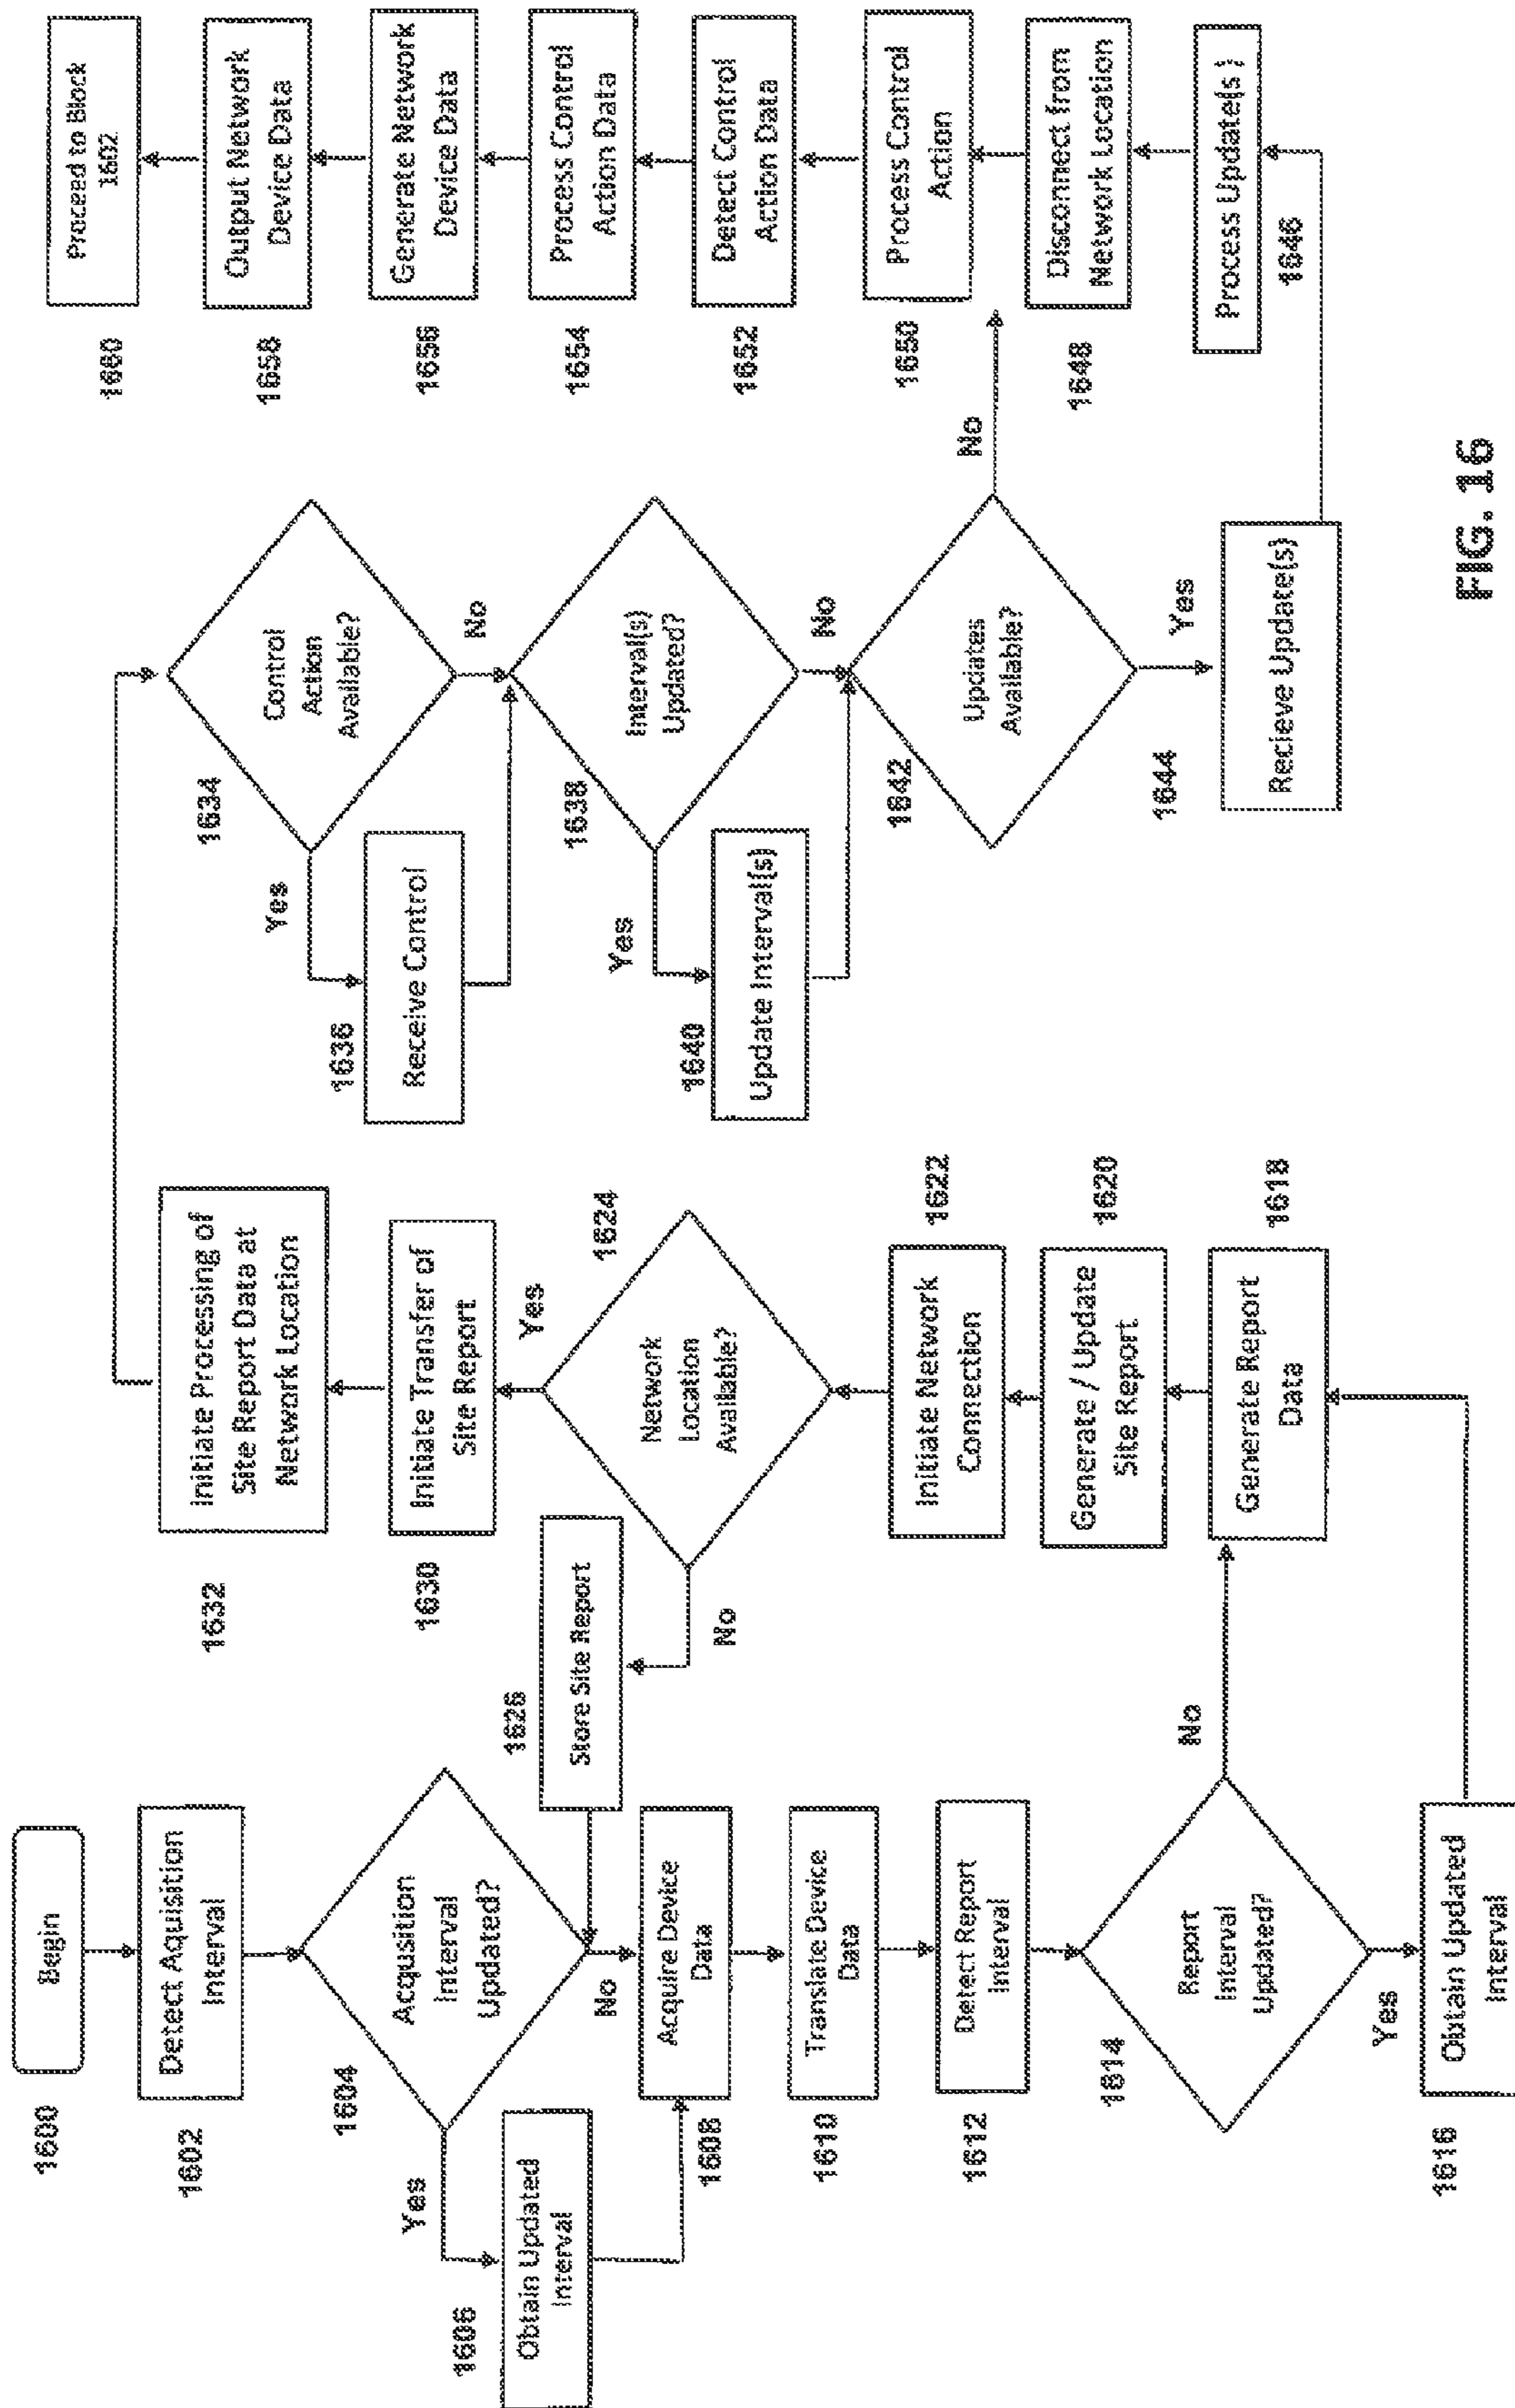 1600
Begin
1602
Detect Aquisition
Interval
1604
Acqusition
Interval
Updated?
Yes
No
1606
Obtain Updated
Interval
1608
Acquire Device
Data
1610
Translate Device
Data
1612
Detect Report
Interval
1614
Report
Interval
Updated?
No
Yes
1616
Obtain Updated
Interval
Generate Report
Data
1618
Generate / Update
Site Report
1620
Initiate Network
Connection
1622
Network
Location
Available?
1624
Yes
No
1626
Store Site Report
1630
Initiate Transfer of
Site Report
1632
Initiate Processing of
Site Report Data at
Network Location
1634
Control
Action
Available?
Yes
No
1636
Receive Control
1638
Interval(s)
Updated?
Yes
No
1640
Update Interval(s)
1642
Updates
Available?
No
Yes
1644
Recieve Update(s)
Process Update(s )
1646
1648
Disconnect from
Network Location
1650
Process Control
Action
1652
Detect Control
Action Data
1654
Process Control
Action Data
1656
Generate Network
Device Data
1658
Output Network
Device Data
1660
Proceed to Block
1602
FIG. 16